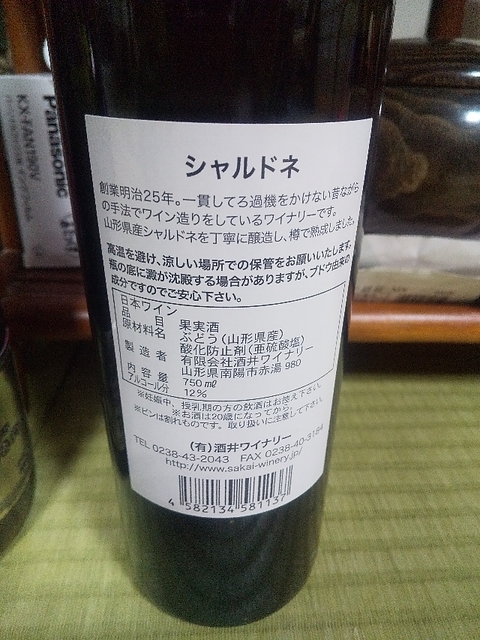 Panasonic
KX-FAN190V
シャルドネ
創業明治25年。一貫してろ過機をかけない昔ながら
の手法でワイン造りをしているワイナリーです。
山形県産シャルドネを丁寧に醸造し、樽で熟成しました。
高温を避け、涼しい場所での保管をお願いいたします。
瓶の底に澱が沈殿する場合がありますが、ブドウ由来の
成分ですのでご安心下さい。
日本ワイン
品目 果実酒
原材料名 ぶどう(山形県産)
酸化防止剤(亜硫酸塩)
製造者 有限会社酒井ワイナリー
山形県南陽市赤湯 980
内容量 750㎖
アルコール分 12%
※妊娠中、授乳期の方の飲酒はお控え下さい。
※お酒は20歳になってから。
※ビンは割れものです。取り扱いに注意して下さい。
(有)酒井ワイナリー
TEL 0238-43-2043 FAX 0238-40-3184
http://www.sakai-winery.jp/
4 582134 581137